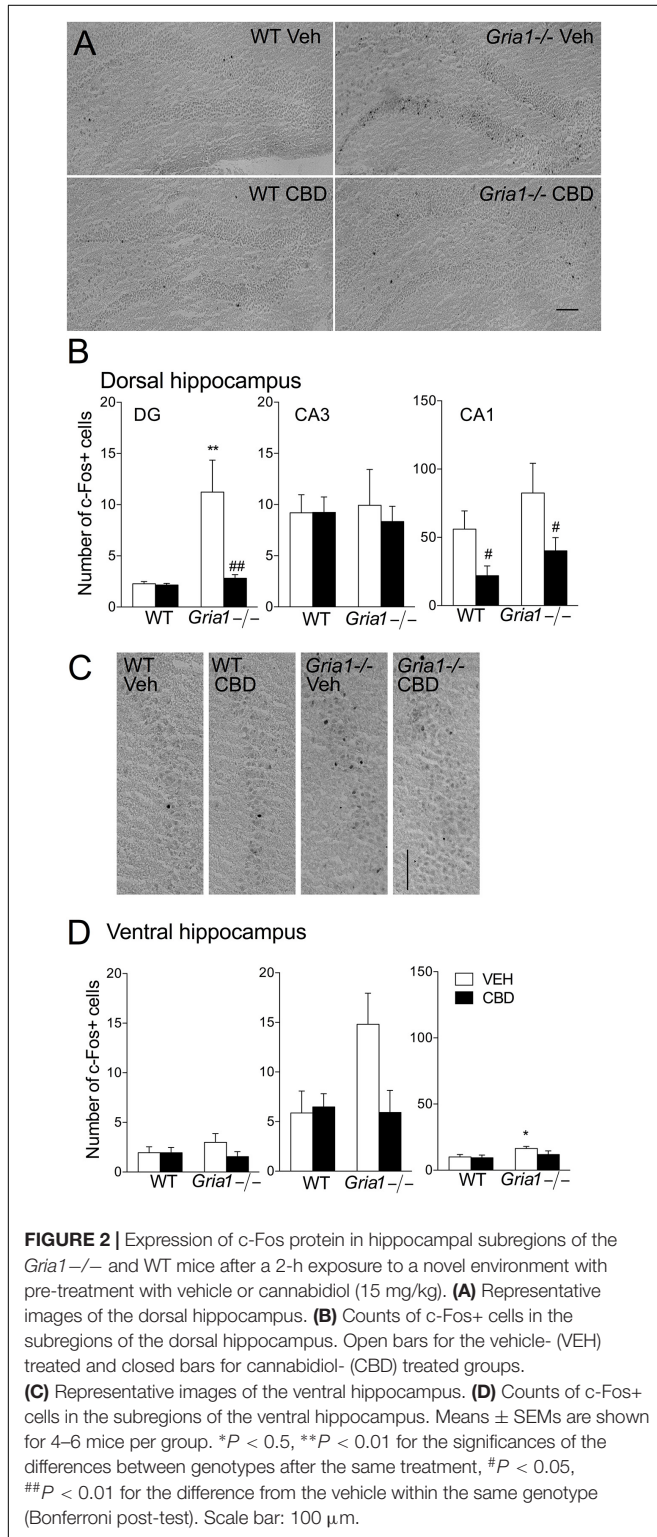 A
WT Veh
Gria1-/- Veh
WT CBD
Gria1-/- CBD
B
Dorsal hippocampus
DG
CA3
CA1
Number of c-Fos+ cells
20
15
10
5
0
**
##
WT
Gria1−/−
20
15
10
5
0
WT
Gria1−/−
150
100
50
0
#
#
WT
Gria1−/−
C
WT
Veh
WT
CBD
Gria1-/-
Veh
Gria1-/-
CBD
D
Ventral hippocampus
Number of c-Fos+ cells
20
15
10
5
0
WT
Gria1−/−
20
15
10
5
0
WT
Gria1−/−
150
100
50
0
VEH
CBD
*
WT
Gria1−/−
FIGURE 2 | Expression of c-Fos protein in hippocampal subregions of the
Gria1−/− and WT mice after a 2-h exposure to a novel environment with
pre-treatment with vehicle or cannabidiol (15 mg/kg). (A) Representative
images of the dorsal hippocampus. (B) Counts of c-Fos+ cells in the
subregions of the dorsal hippocampus. Open bars for the vehicle- (VEH)
treated and closed bars for cannabidiol- (CBD) treated groups.
(C) Representative images of the ventral hippocampus. (D) Counts of c-Fos+
cells in the subregions of the ventral hippocampus. Means ± SEMs are shown
for 4–6 mice per group. *P < 0.5, **P < 0.01 for the significances of the
differences between genotypes after the same treatment, #P < 0.05,
##P < 0.01 for the difference from the vehicle within the same genotype
(Bonferroni post-test). Scale bar: 100 μm.